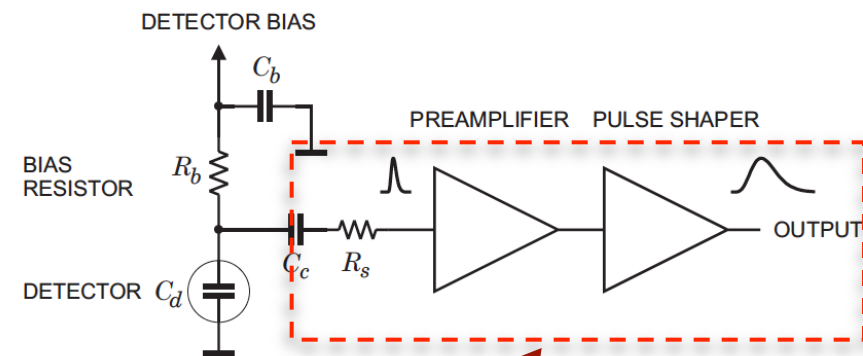 DETECTOR BIAS
C_b
PREAMPLIFIER PULSE SHAPER
BIAS
RESISTOR
R_b
OUTPUT
C_c
R_s
DETECTOR
C_d